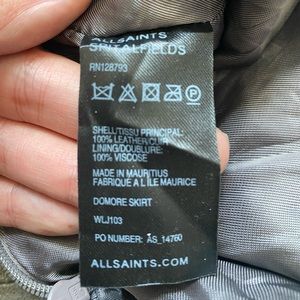 ALLSAINTS
SPITALFIELDS
RN128793
SHELL/TISSU PRINCIPAL:
100% LEATHER/CUIR
LINING/DOUBLURE:
100% VISCOSE
MADE IN MAURITIUS
FABRIQUE A L ILE MAURICE
DOMORE SKIRT
WLJ103
PO NUMBER: AS_14760
ALLSAINTS.COM